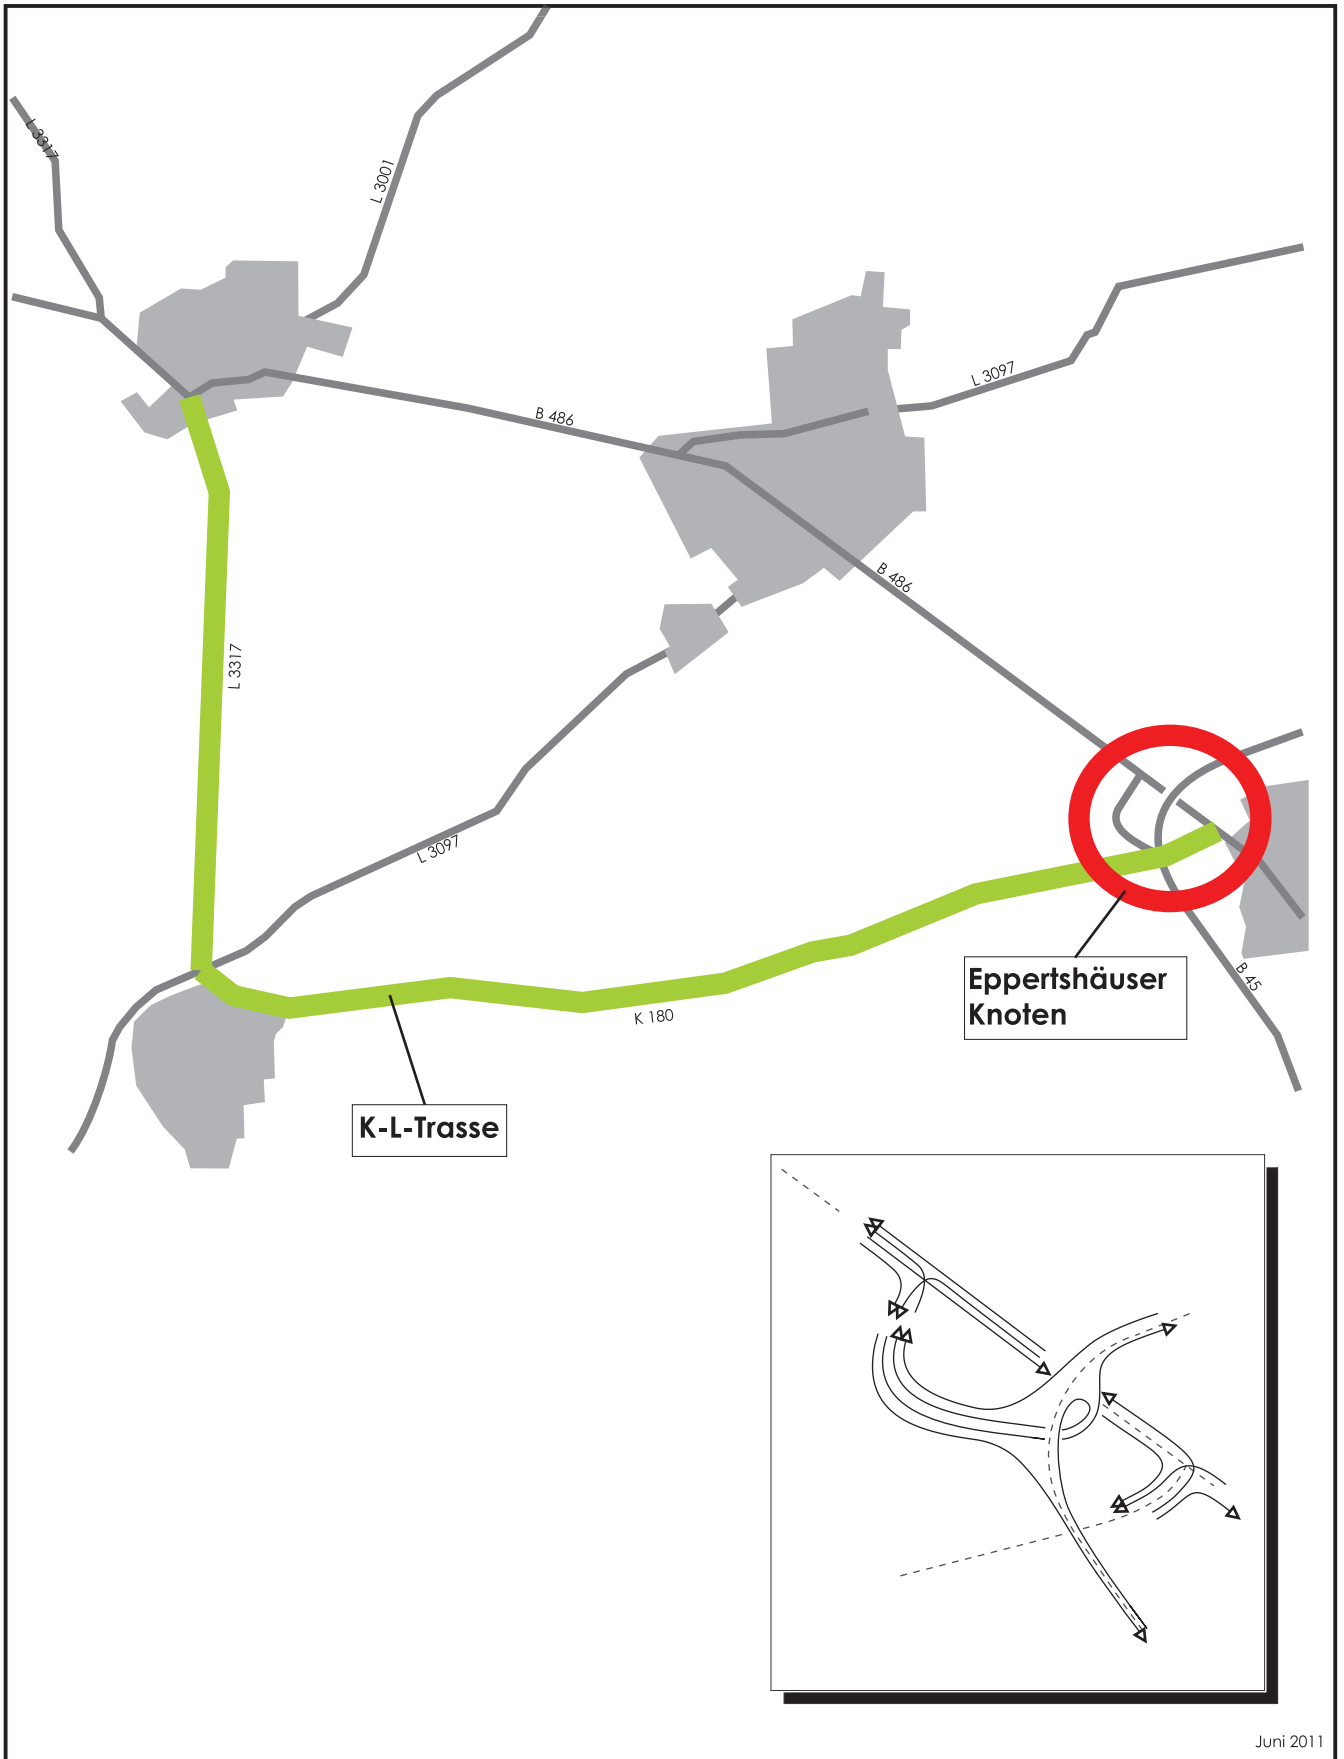 L 3317
L 3001
L 3097
B 486
B 486
L 3317
L 3097
Eppertshäuser
Knoten
B 45
K 180
K-L-Trasse
Juni 2011